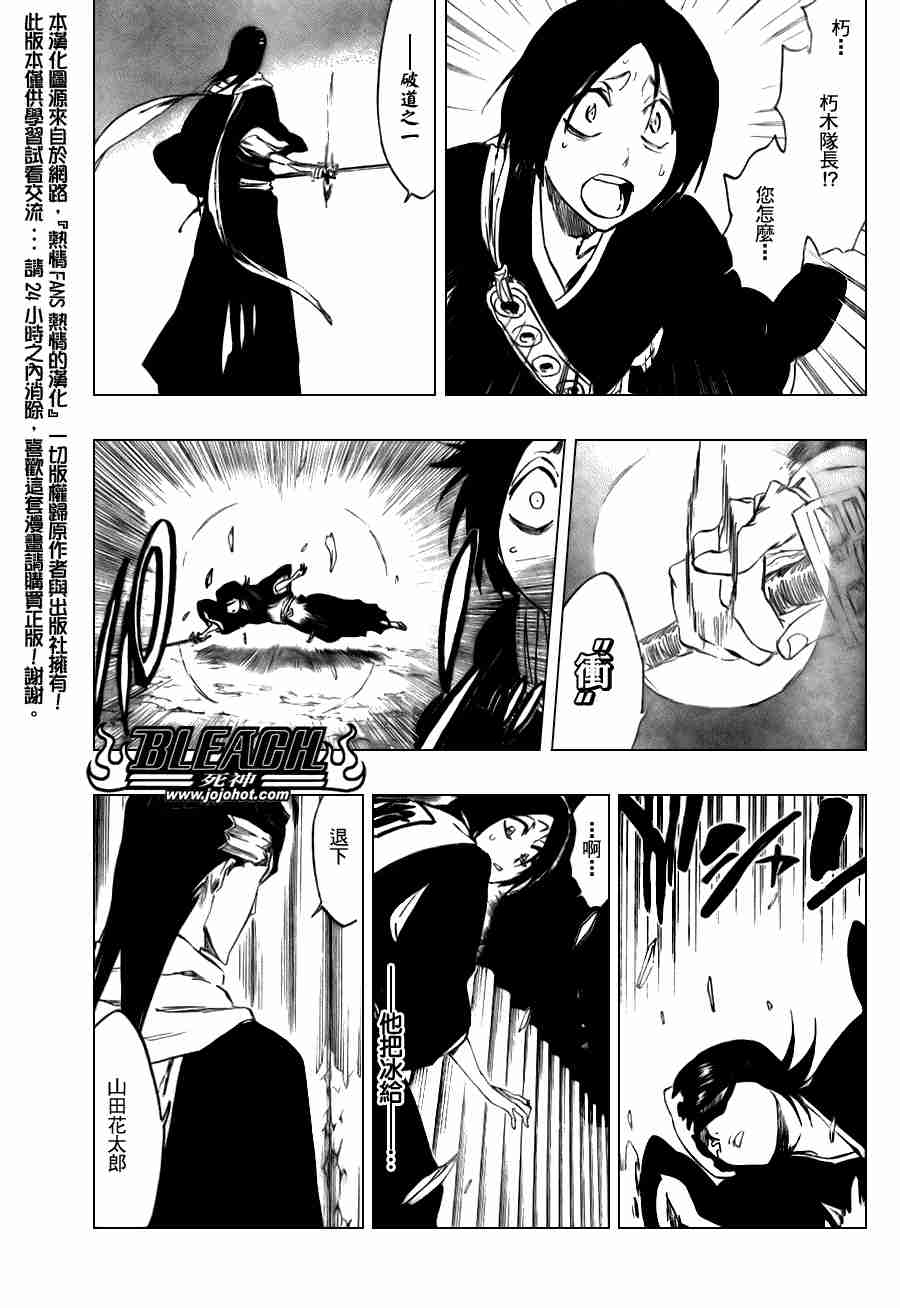 朽…
朽木隊長!?
您怎麼…
——破道之一
"衝"
BLEACH
死神
www.jojohot.com
ガシャン
…啊…
——他把冰給——…
退下
山田花太郎
本漢化圖源來自於網路，『熱情FANS熱情的漢化』一切版權歸原作者與出版社擁有！
此版本僅供學習試看交流...請24小時之內消除，喜歡這套漫畫請購買正版！謝謝。